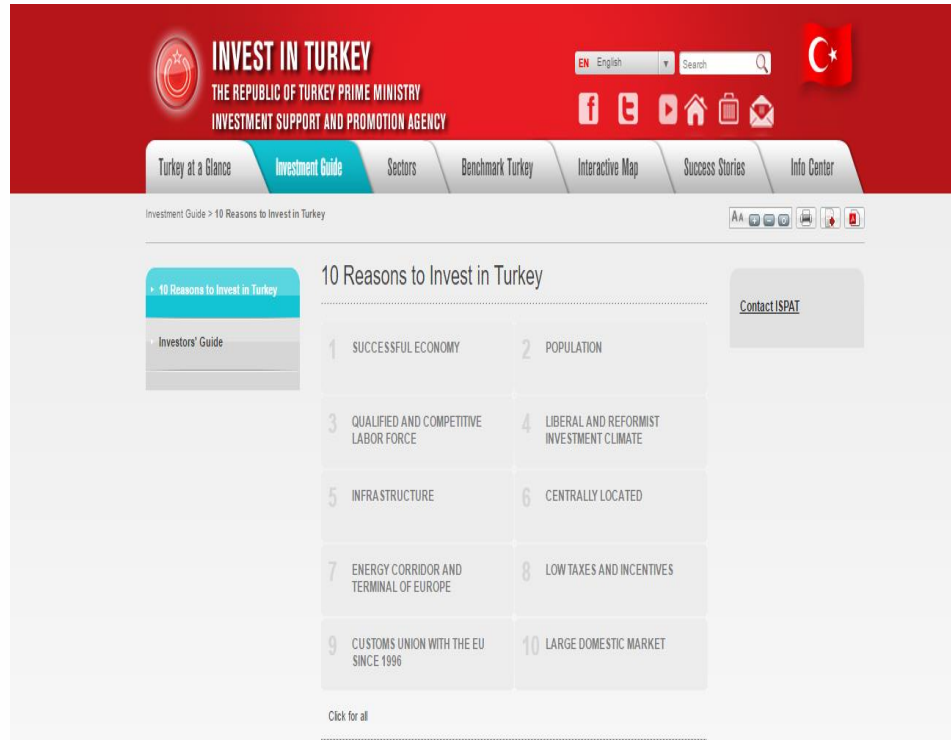 INVEST IN TURKEY
THE REPUBLIC OF TURKEY PRIME MINISTRY
INVESTMENT SUPPORT AND PROMOTION AGENCY
EN English
Search
Turkey at a Glance
Investment Guide
Sectors
Benchmark Turkey
Interactive Map
Success Stories
Info Center
Investment Guide > 10 Reasons to Invest in Turkey
AA
10 Reasons to Invest in Turkey
Investors' Guide
10 Reasons to Invest in Turkey
1 SUCCESSFUL ECONOMY
2 POPULATION
3 QUALIFIED AND COMPETITIVE
LABOR FORCE
4 LIBERAL AND REFORMIST
INVESTMENT CLIMATE
5 INFRASTRUCTURE
6 CENTRALLY LOCATED
7 ENERGY CORRIDOR AND
TERMINAL OF EUROPE
8 LOW TAXES AND INCENTIVES
9 CUSTOMS UNION WITH THE EU
SINCE 1996
10 LARGE DOMESTIC MARKET
Click for all
Contact ISPAT